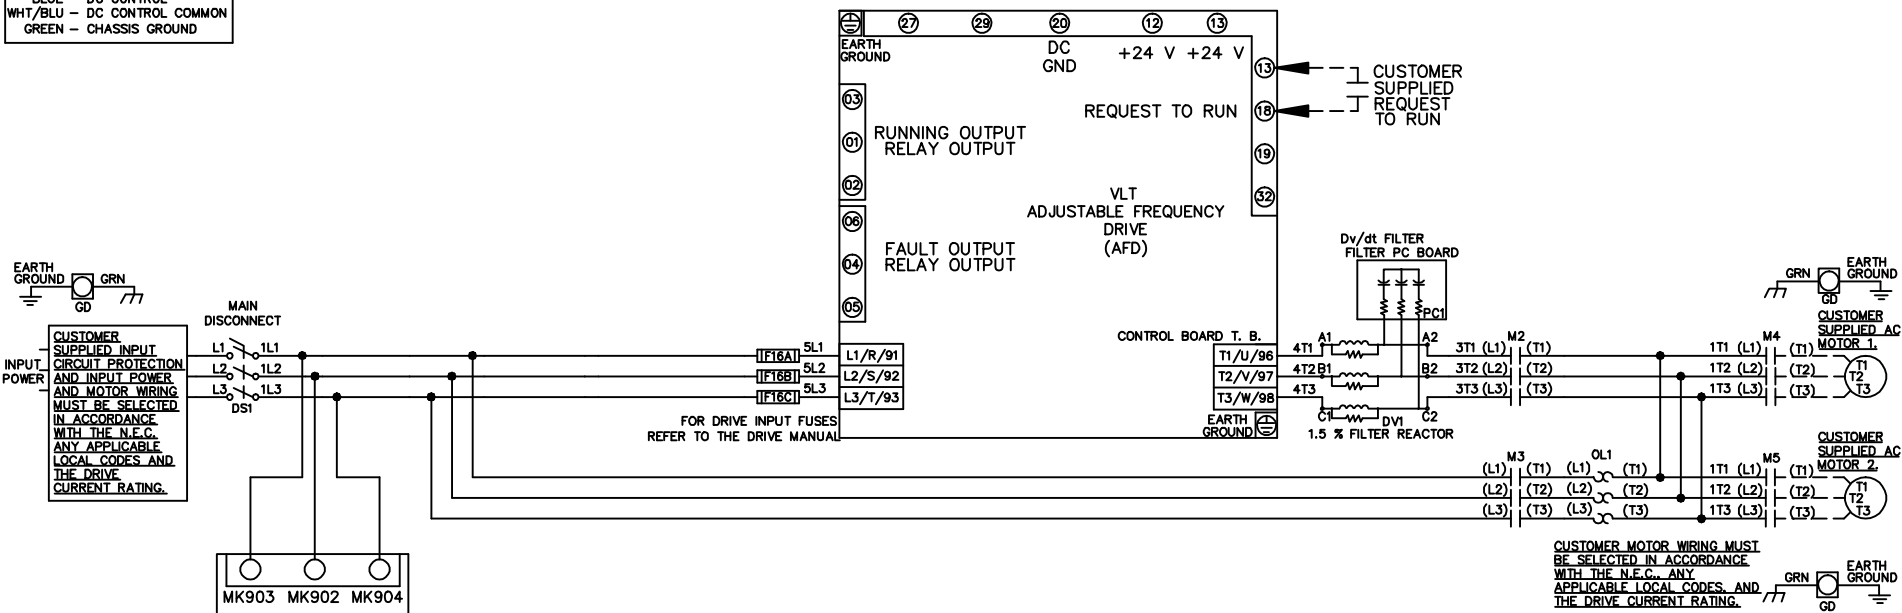 WHT/BLU – DC CONTROL COMMON
GREEN – CHASSIS GROUND
27
29
20
12
13
EARTH
GROUND
DC
GND
+24 V
+24 V
13
18
19
32
REQUEST TO RUN
CUSTOMER
SUPPLIED
REQUEST
TO RUN
03
01
02
RUNNING OUTPUT
RELAY OUTPUT
06
04
05
FAULT OUTPUT
RELAY OUTPUT
VLT
ADJUSTABLE FREQUENCY
DRIVE
(AFD)
Dv/dt FILTER
FILTER PC BOARD
PC1
EARTH
GROUND
GRN
GD
MAIN
DISCONNECT
INPUT
POWER
CUSTOMER
SUPPLIED INPUT
CIRCUIT PROTECTION
AND INPUT POWER
AND MOTOR WIRING
MUST BE SELECTED
IN ACCORDANCE
WITH THE N.E.C.
ANY APPLICABLE
LOCAL CODES AND
THE DRIVE
CURRENT RATING.
L1
1L1
L2
1L2
L3
1L3
DS1
F16A
5L1
F16B
5L2
F16C
5L3
L1/R/91
L2/S/92
L3/T/93
FOR DRIVE INPUT FUSES
REFER TO THE DRIVE MANUAL
CONTROL BOARD T. B.
T1/U/96
T2/V/97
T3/W/98
EARTH
GROUND
4T1
A1
A2
4T2
B1
B2
4T3
C1
C2
DV1
1.5 % FILTER REACTOR
M2
3T1 (L1) (T1)
3T2 (L2) (T2)
3T3 (L3) (T3)
M4
1T1 (L1) (T1)
1T2 (L2) (T2)
1T3 (L3) (T3)
T1
T2
T3
GRN
GD
EARTH
GROUND
CUSTOMER
SUPPLIED AC
MOTOR 1.
M3
(L1) (T1)
(L2) (T2)
(L3) (T3)
OL1
(L1) (T1)
(L2) (T2)
(L3) (T3)
M5
1T1 (L1) (T1)
1T2 (L2) (T2)
1T3 (L3) (T3)
T1
T2
T3
CUSTOMER
SUPPLIED AC
MOTOR 2.
MK903 MK902 MK904
CUSTOMER MOTOR WIRING MUST
BE SELECTED IN ACCORDANCE
WITH THE N.E.C.. ANY
APPLICABLE LOCAL CODES. AND
THE DRIVE CURRENT RATING.
GRN
GD
EARTH
GROUND